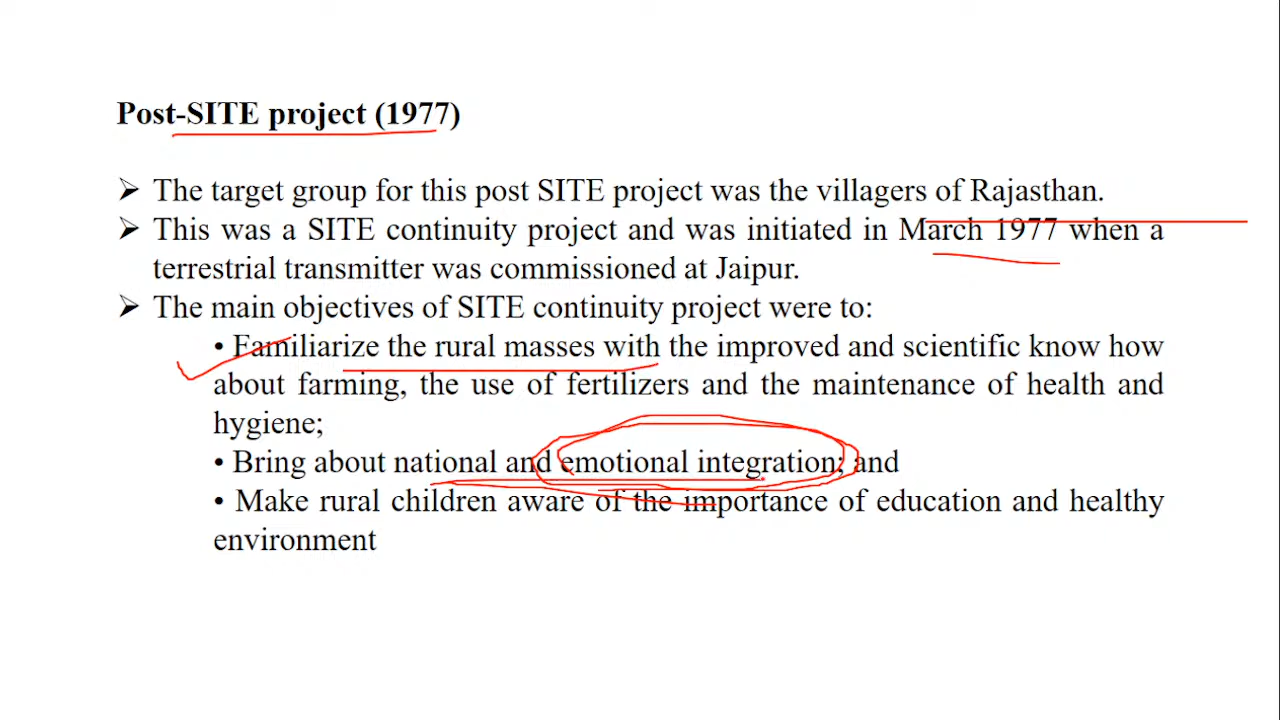 Post-SITE project (1977)
➢ The target group for this post SITE project was the villagers of Rajasthan.
➢ This was a SITE continuity project and was initiated in March 1977 when a
terrestrial transmitter was commissioned at Jaipur.
➢ The main objectives of SITE continuity project were to:
• Familiarize the rural masses with the improved and scientific know how
about farming, the use of fertilizers and the maintenance of health and
hygiene;
• Bring about national and emotional integration; and
• Make rural children aware of the importance of education and healthy
environment